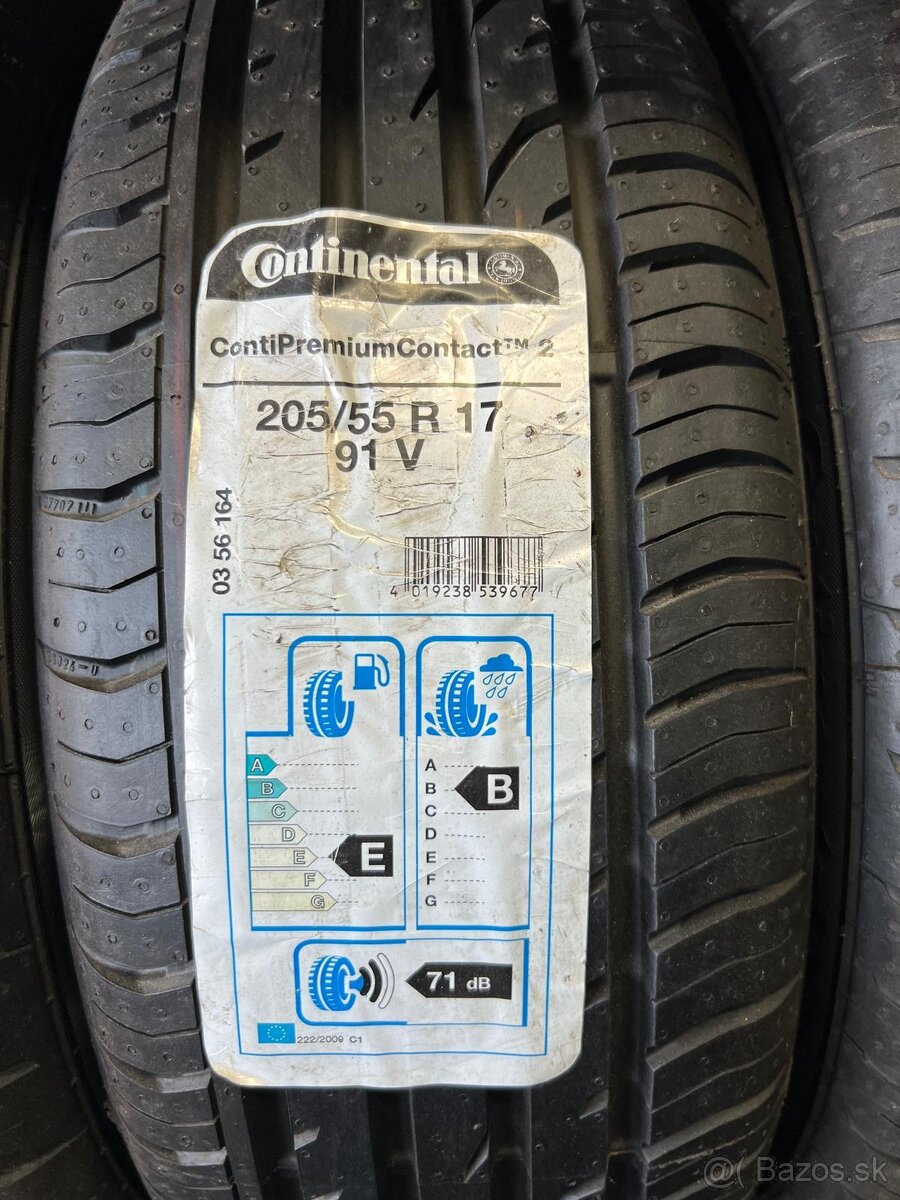 Continental
ContiPremiumContact™ 2
205/55 R 17
91 V
03 56 164
4 019238 539677
A
B
C
D
E
F
G
E
A
B
C
D
E
F
G
B
71 dB
222/2009 C1
@( Bazos.sk